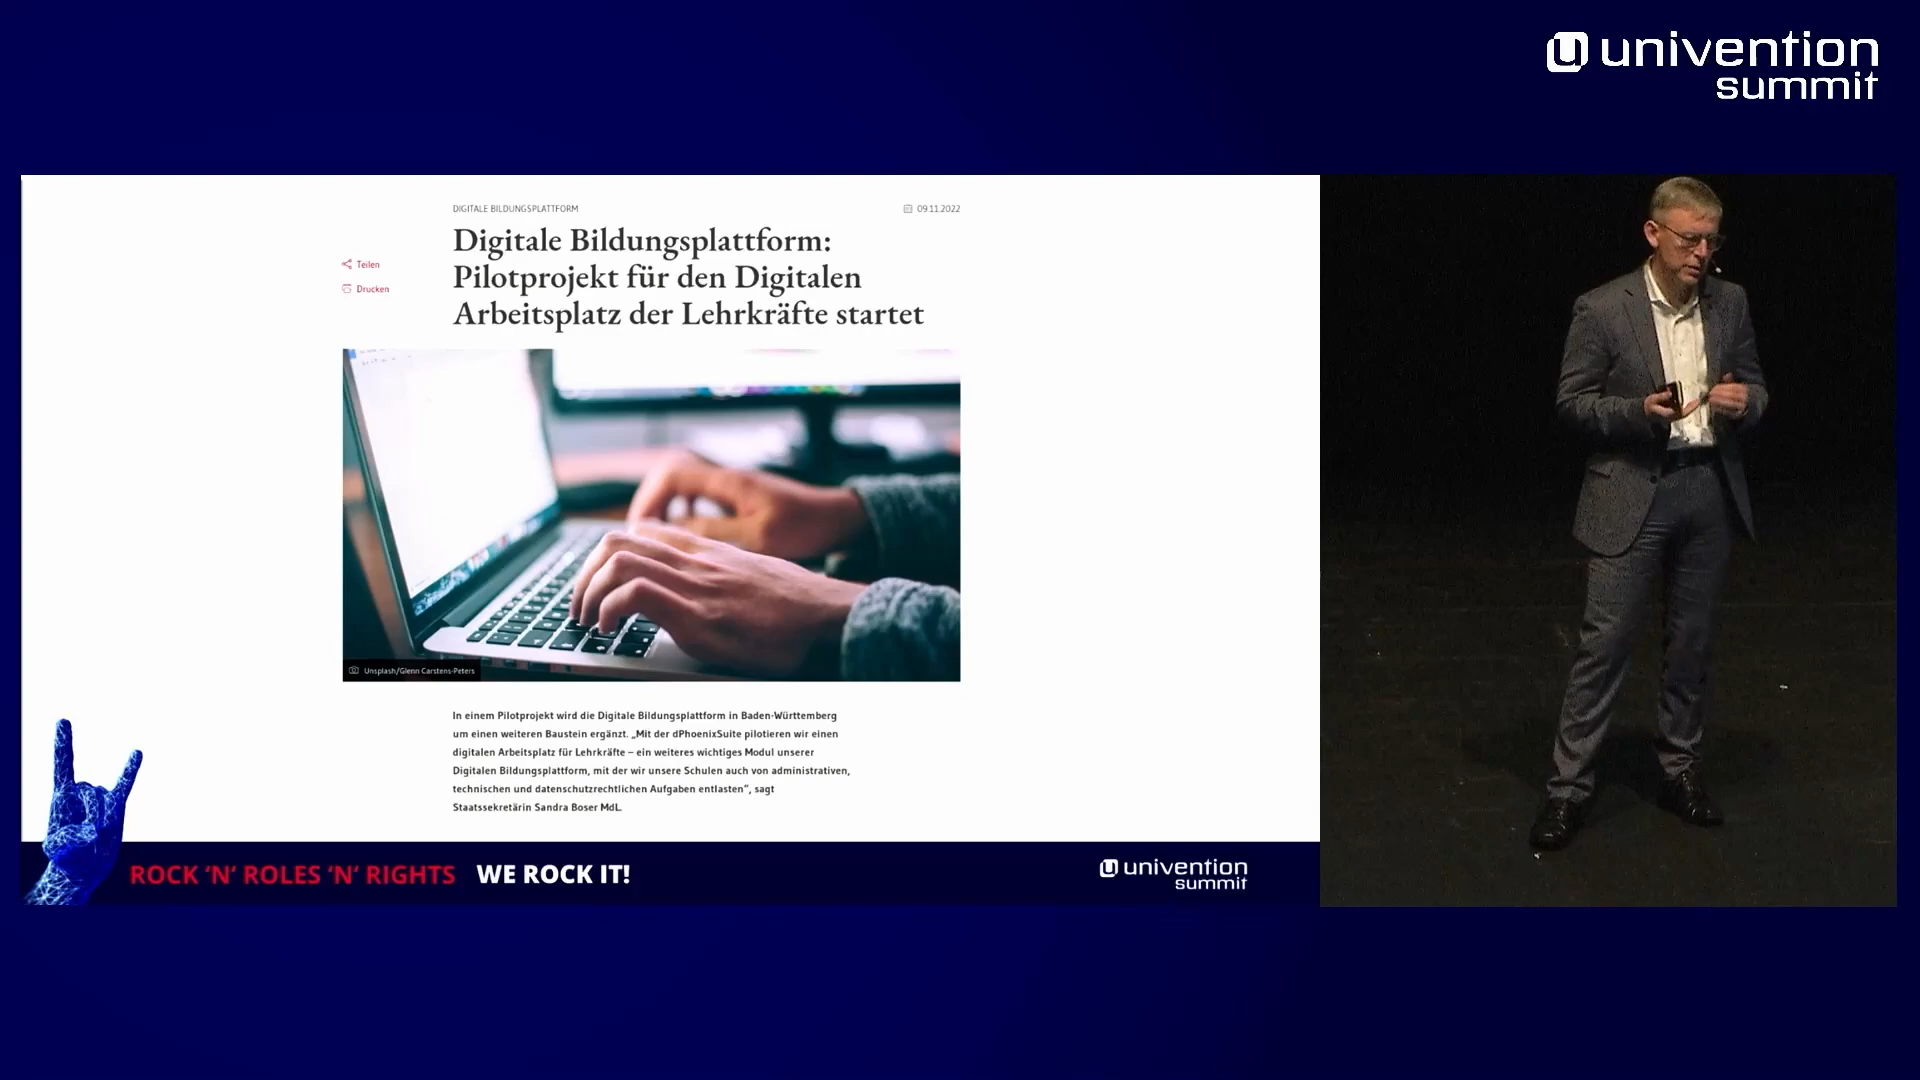 univention
summit
DIGITALE BILDUNGSPLATTFORM
09.11.2022
Digitale Bildungsplattform:
Pilotprojekt für den Digitalen
Arbeitsplatz der Lehrkräfte startet
Teilen
Drucken
Unsplash/Glenn Carstens-Peters
In einem Pilotprojekt wird die Digitale Bildungsplattform in Baden-Württemberg
um einen weiteren Baustein ergänzt. „Mit der dPhoenixSuite pilotieren wir einen
digitalen Arbeitsplatz für Lehrkräfte – ein weiteres wichtiges Modul unserer
Digitalen Bildungsplattform, mit der wir unsere Schulen auch von administrativen,
technischen und datenschutzrechtlichen Aufgaben entlasten“, sagt
Staatssekretärin Sandra Boser MdL.
ROCK ‘N‘ ROLES ‘N‘ RIGHTS WE ROCK IT!
univention
summit